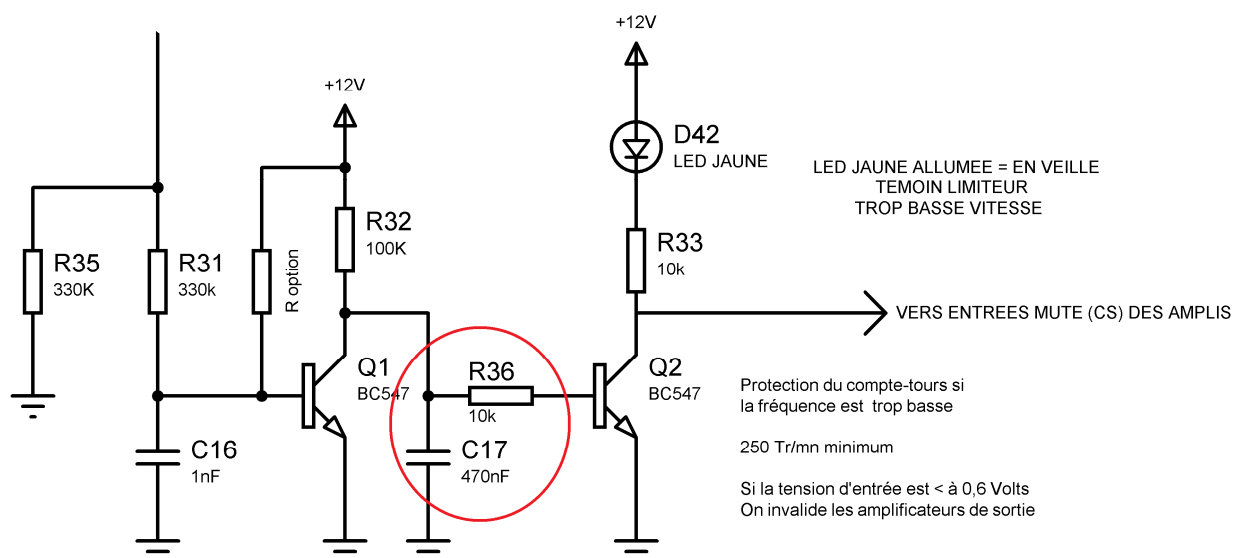 +12V
+12V
D42
LED JAUNE
LED JAUNE ALLUMEE = EN VEILLE
TEMOIN LIMITEUR
TROP BASSE VITESSE
R32
100K
R35
330K
R31
330k
R option
R33
10k
VERS ENTREES MUTE (CS) DES AMPLIS
Q1
BC547
R36
10k
Q2
BC547
Protection du compte-tours si
la fréquence est trop basse
250 Tr/mn minimum
C16
1nF
C17
470nF
Si la tension d'entrée est < à 0,6 Volts
On invalide les amplificateurs de sortie